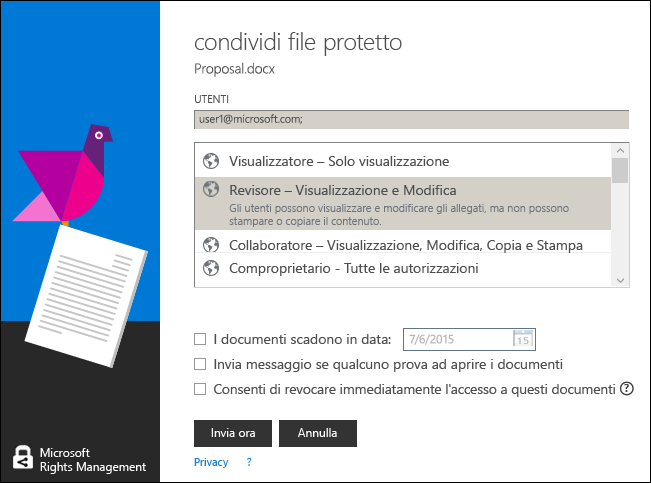 condividi file protetto
Proposal.docx
UTENTI
user1@microsoft.com;
Visualizzatore – Solo visualizzazione
Revisore – Visualizzazione e Modifica
Gli utenti possono visualizzare e modificare gli allegati, ma non possono
stampare o copiare il contenuto.
Collaboratore – Visualizzazione, Modifica, Copia e Stampa
Comproprietario - Tutte le autorizzazioni
I documenti scadono in data: 7/6/2015 15
Invia messaggio se qualcuno prova ad aprire i documenti
Consenti di revocare immediatamente l'accesso a questi documenti ?
Invia ora Annulla
Privacy ?
Microsoft
Rights Management